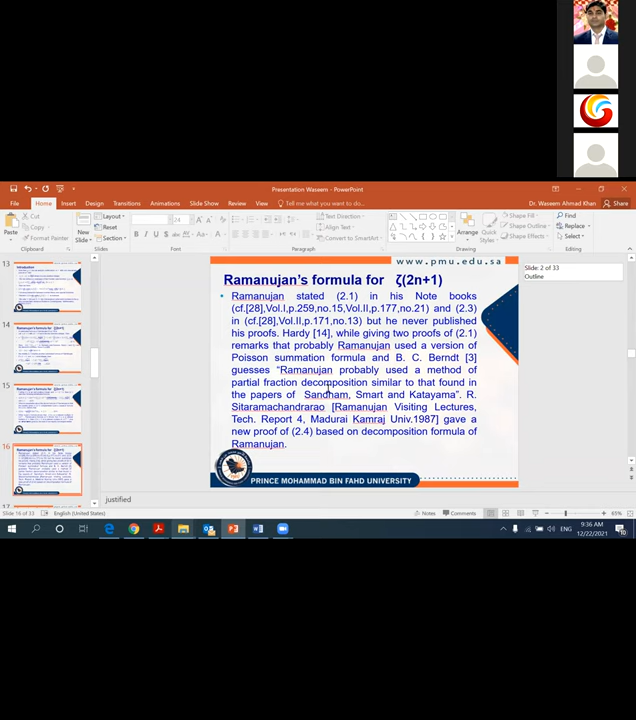 Presentation Waseem - PowerPoint
File Home Insert Design Transitions Animations Slide Show Review View Tell me what you want to do...
Dr. Waseem Ahmad Khan Share
Paste
Cut
Copy
Format Painter
Clipboard
New Slide
Layout
Reset
Section
Slides
24
Font
Text Direction
Align Text
Convert to SmartArt
Paragraph
Arrange
Quick Styles
Shape Fill
Shape Outline
Shape Effects
Drawing
Find
Replace
Select
Editing
13
14
15
16
17
www.pmu.edu.sa
Ramanujan's formula for ζ(2n+1)
• Ramanujan stated (2.1) in his Note books
(cf.[28],Vol.I,p.259,no.15,Vol.II,p.177,no.21) and (2.3)
in (cf.[28],Vol.II,p.171,no.13) but he never published
his proofs. Hardy [14], while giving two proofs of (2.1)
remarks that probably Ramanujan used a version of
Poisson summation formula and B. C. Berndt [3]
guesses "Ramanujan probably used a method of
partial fraction decomposition similar to that found in
the papers of Sandham, Smart and Katayama". R.
Sitaramachandrarao [Ramanujan Visiting Lectures,
Tech. Report 4, Madurai Kamraj Univ.1987] gave a
new proof of (2.4) based on decomposition formula of
Ramanujan.
PRINCE MOHAMMAD BIN FAHD UNIVERSITY
Slide: 2 of 33
Outline
justified
Slide 16 of 33 English (United States)
Notes Comments 65%
ENG
9:36 AM
12/22/2021